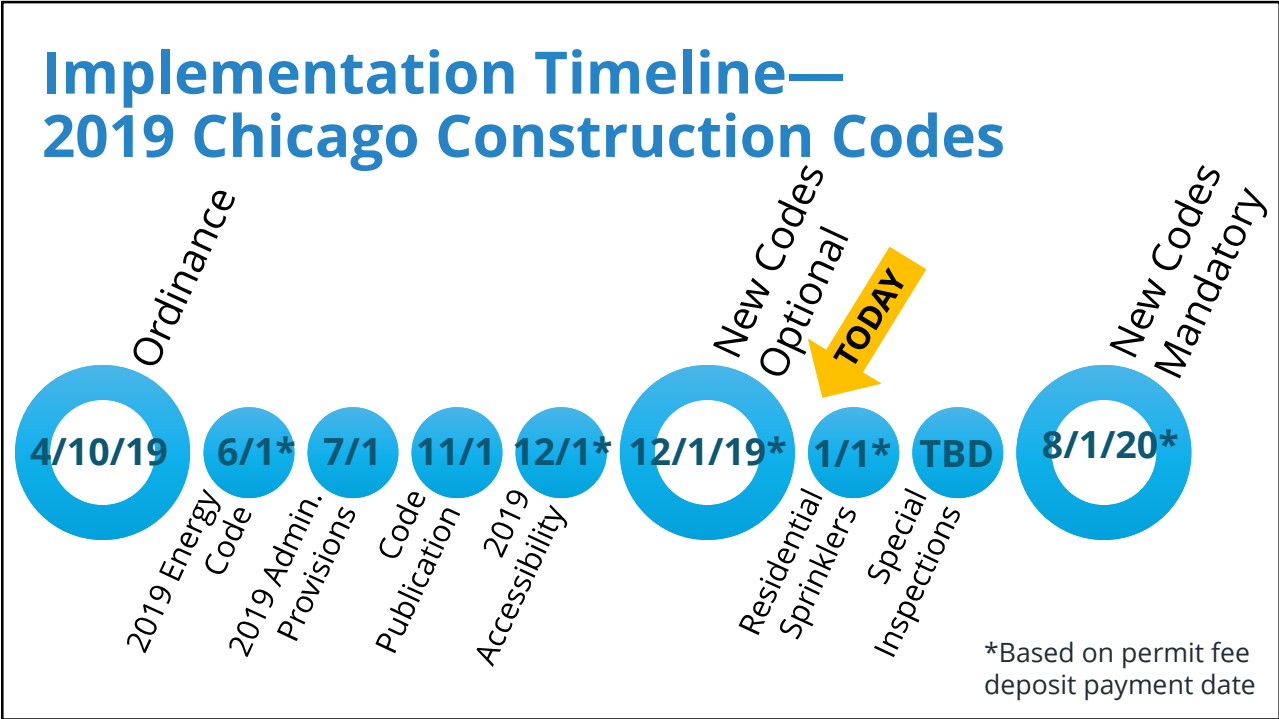 Implementation Timeline—
2019 Chicago Construction Codes
Ordinance
New Codes
Optional
TODAY
New Codes
Mandatory
4/10/19
6/1*
7/1
11/1
12/1*
12/1/19*
1/1*
TBD
8/1/20*
2019 Energy
Code
2019 Admin.
Provisions
Code
Publication
2019
Accessibility
Residential
Sprinklers
Special
Inspections
*Based on permit fee
deposit payment date